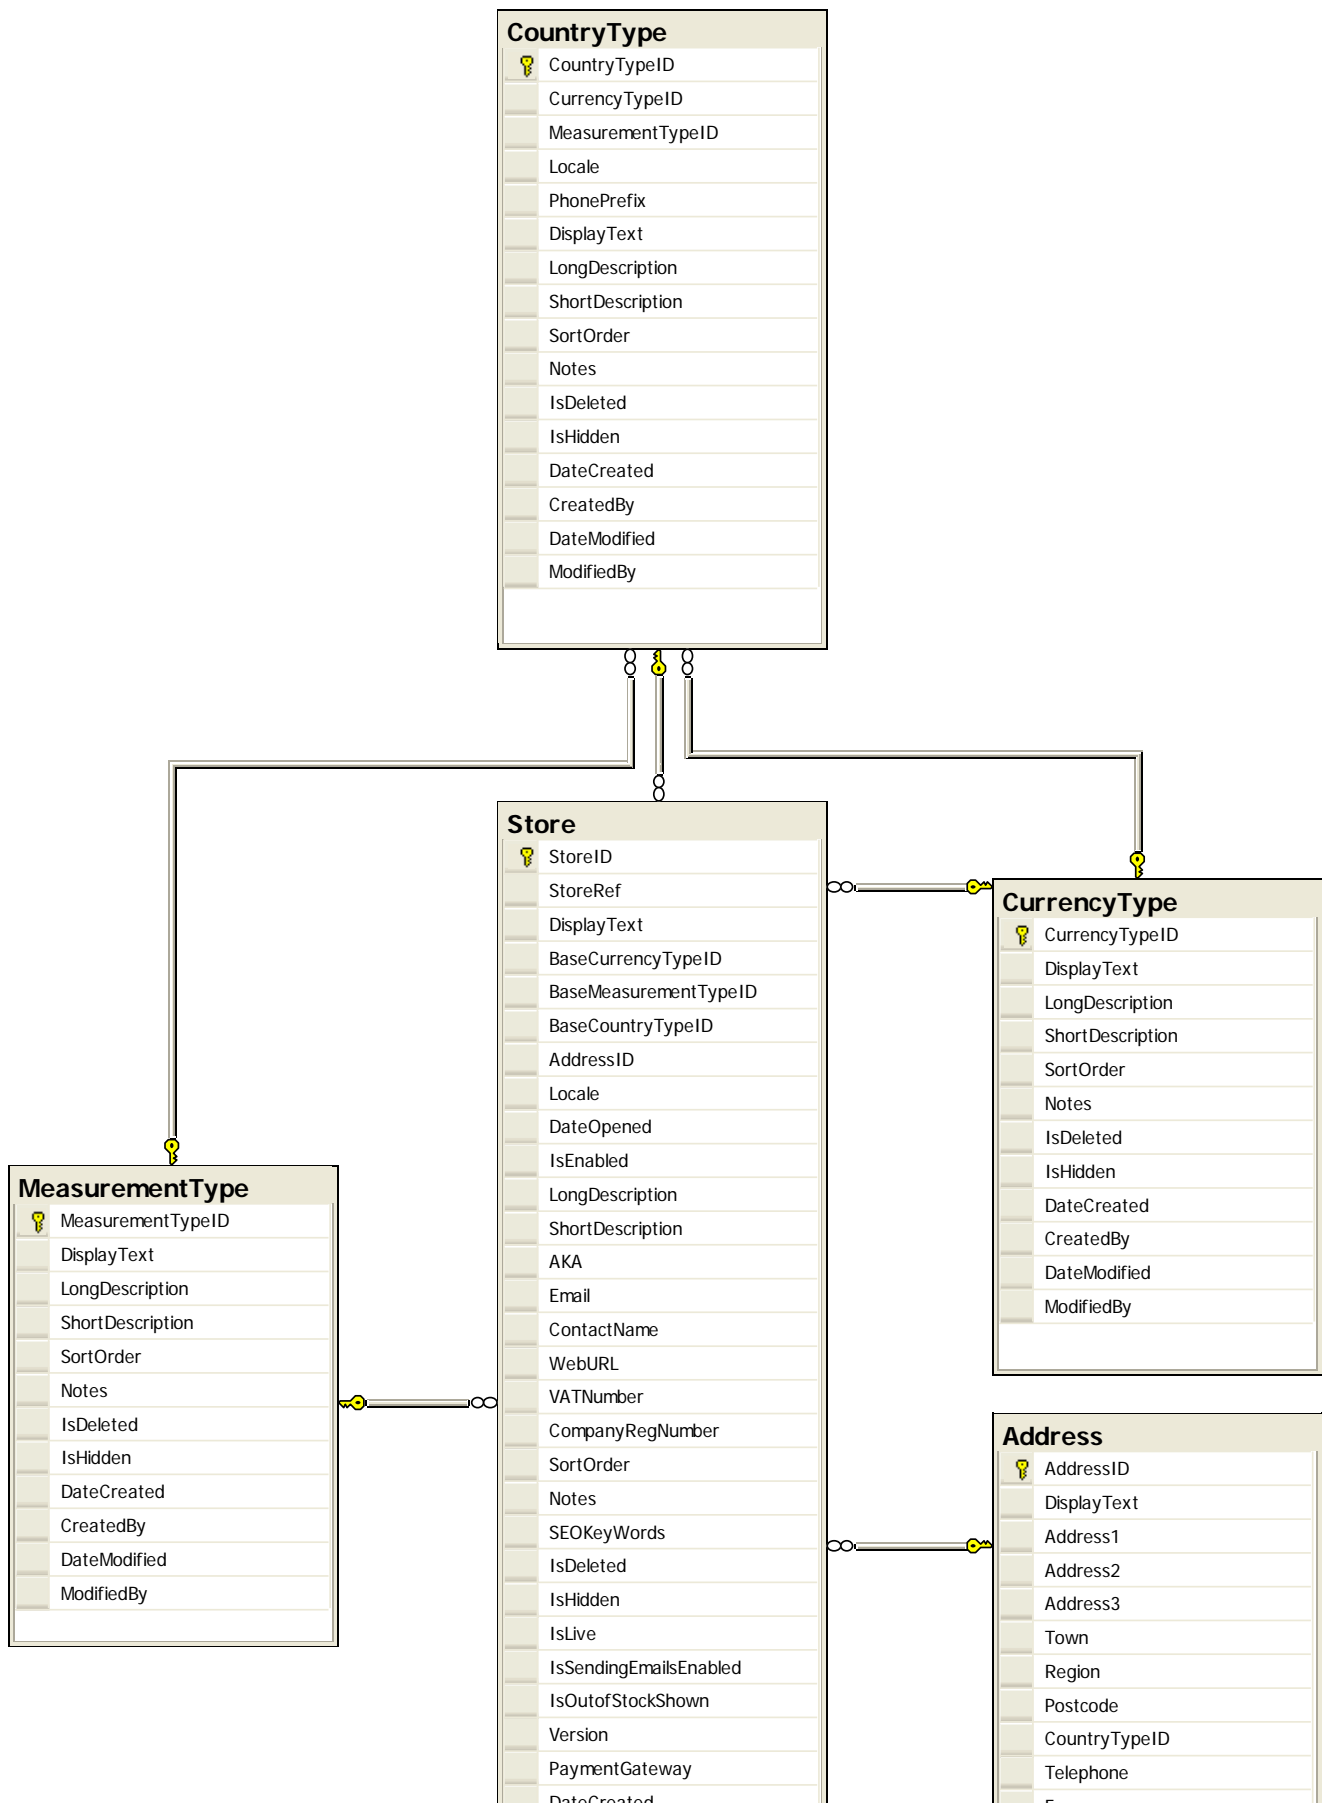 CountryType
CountryTypeID
CurrencyTypeID
MeasurementTypeID
Locale
PhonePrefix
DisplayText
LongDescription
ShortDescription
SortOrder
Notes
IsDeleted
IsHidden
DateCreated
CreatedBy
DateModified
ModifiedBy
Store
StoreID
StoreRef
DisplayText
BaseCurrencyTypeID
BaseMeasurementTypeID
BaseCountryTypeID
AddressID
Locale
DateOpened
IsEnabled
LongDescription
ShortDescription
AKA
Email
ContactName
WebURL
VATNumber
CompanyRegNumber
SortOrder
Notes
SEOKeyWords
IsDeleted
IsHidden
IsLive
IsSendingEmailsEnabled
IsOutofStockShown
Version
PaymentGateway
DateCreated
CurrencyType
CurrencyTypeID
DisplayText
LongDescription
ShortDescription
SortOrder
Notes
IsDeleted
IsHidden
DateCreated
CreatedBy
DateModified
ModifiedBy
MeasurementType
MeasurementTypeID
DisplayText
LongDescription
ShortDescription
SortOrder
Notes
IsDeleted
IsHidden
DateCreated
CreatedBy
DateModified
ModifiedBy
Address
AddressID
DisplayText
Address1
Address2
Address3
Town
Region
Postcode
CountryTypeID
Telephone